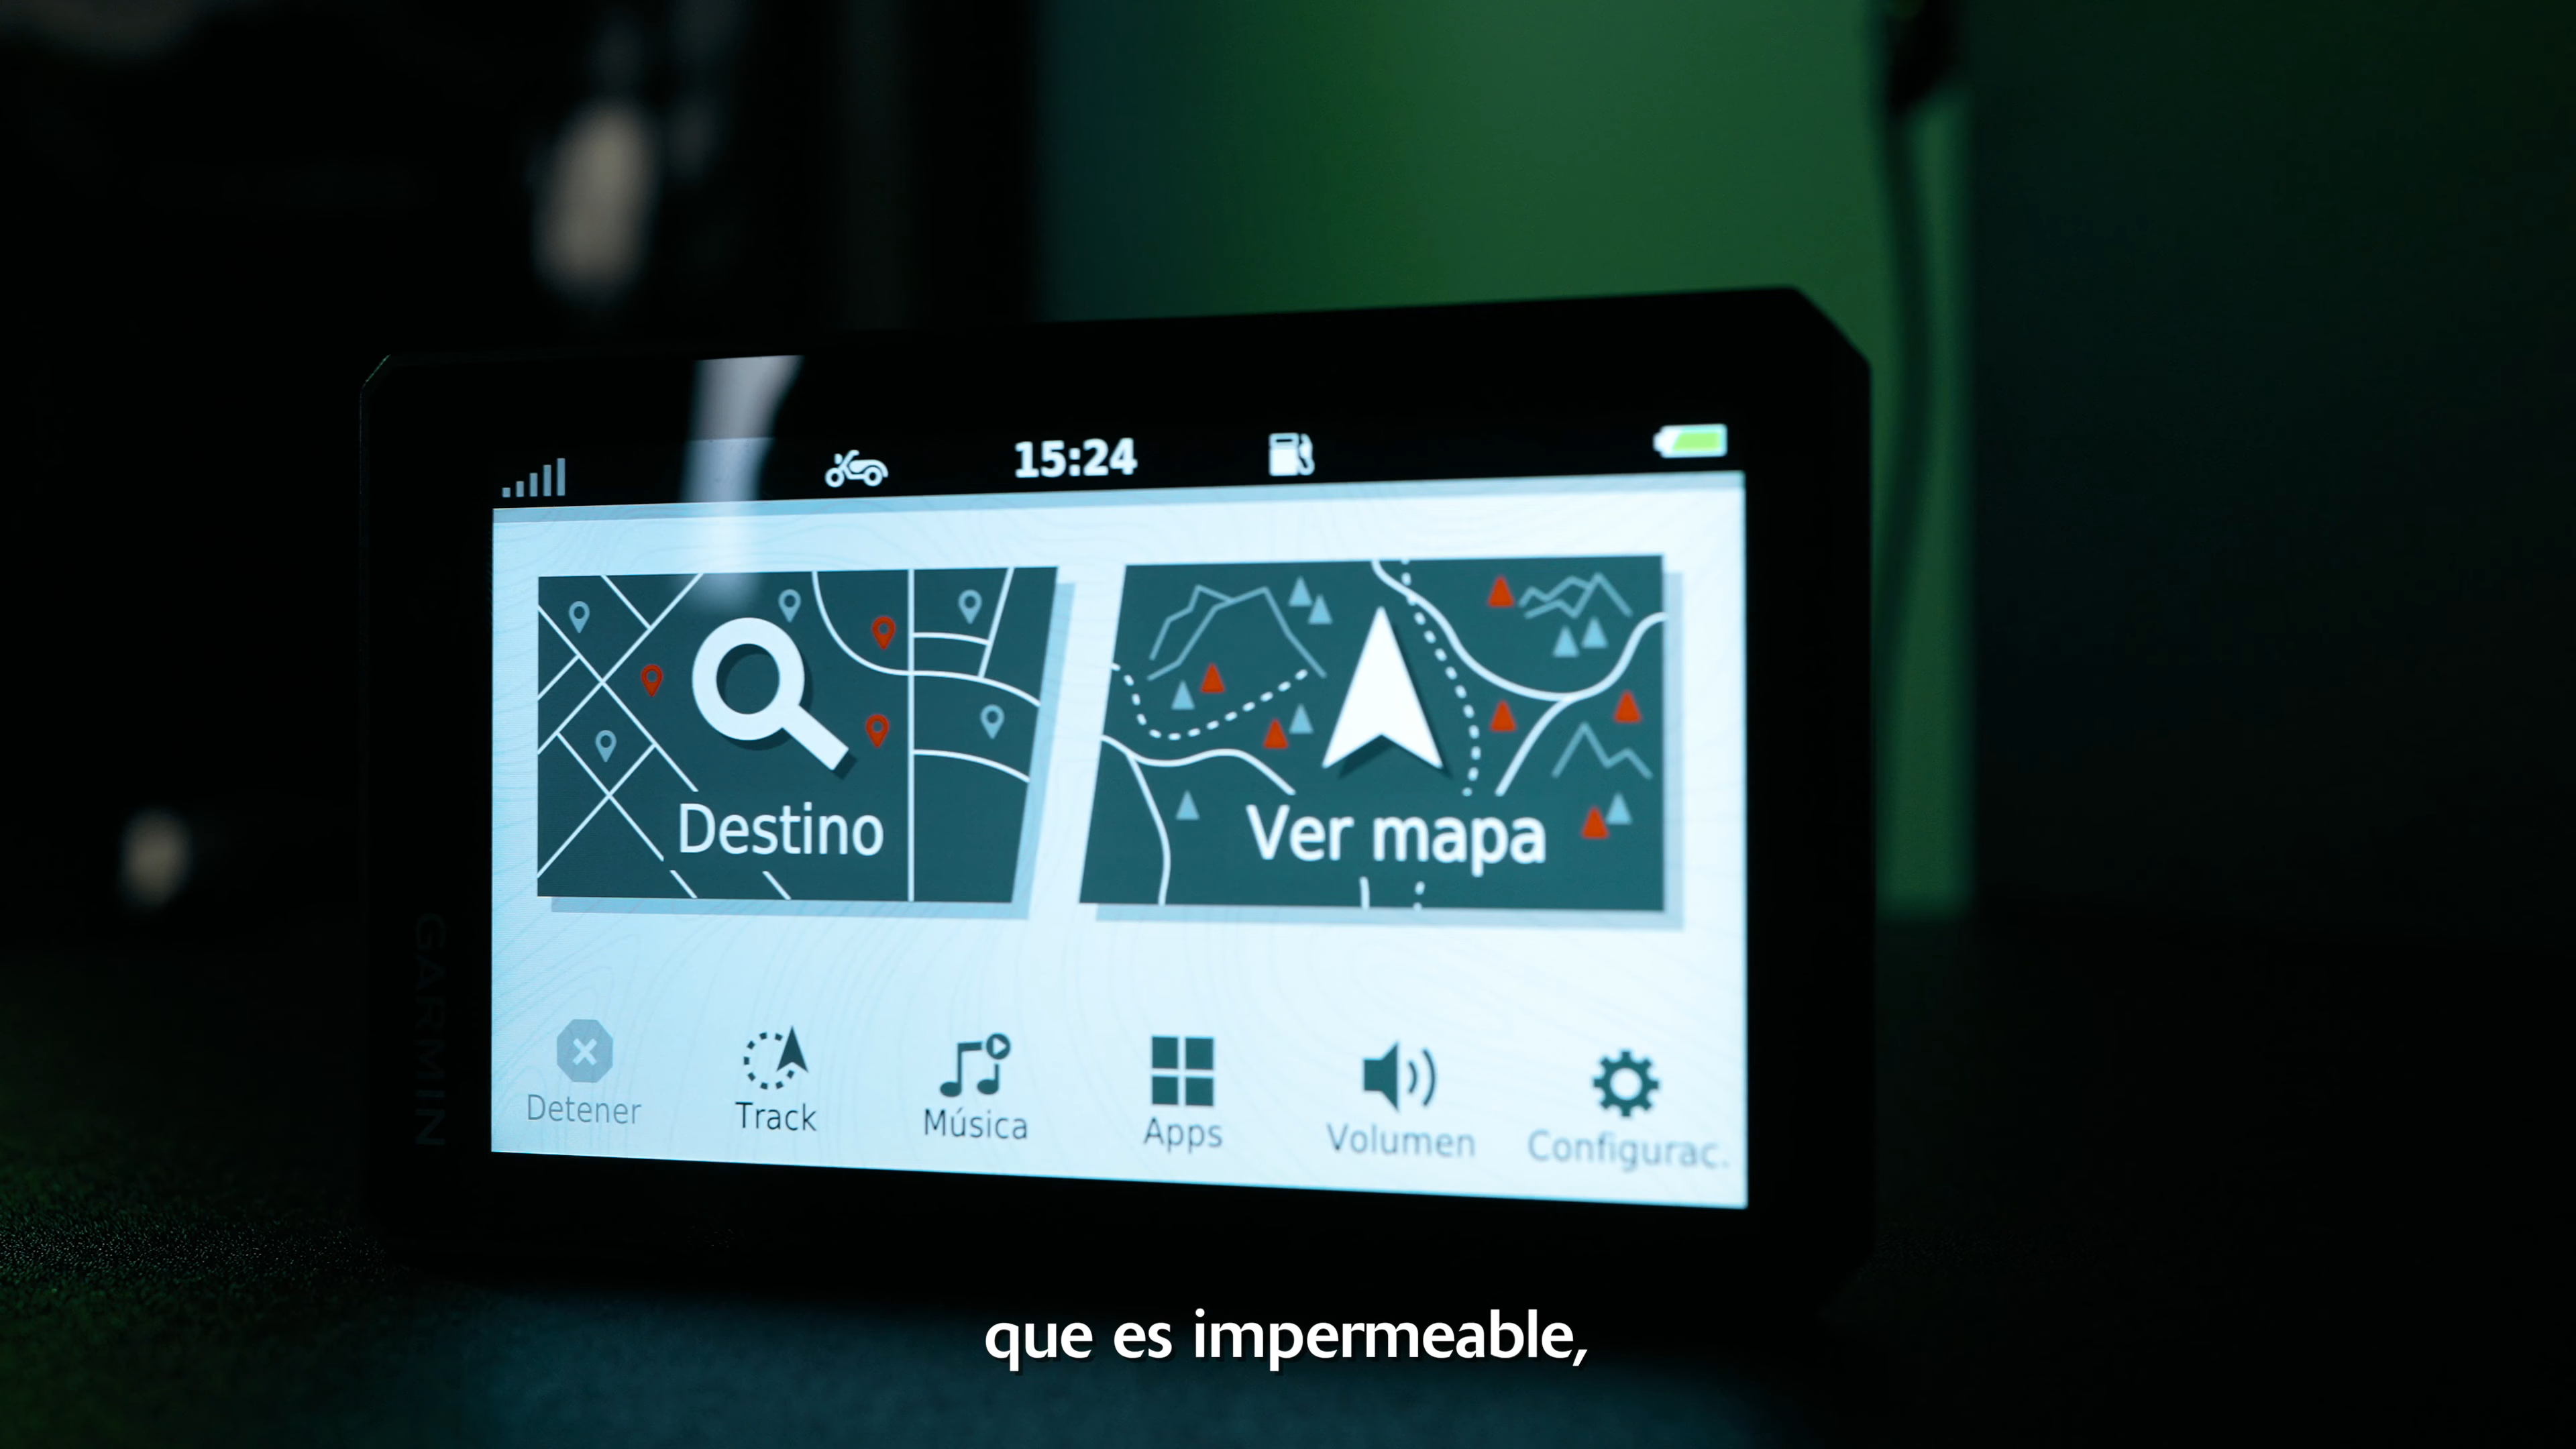 15:24
Destino
Ver mapa
Detener
Track
Música
Apps
Volumen
Configurac.
GARMIN
que es impermeable,